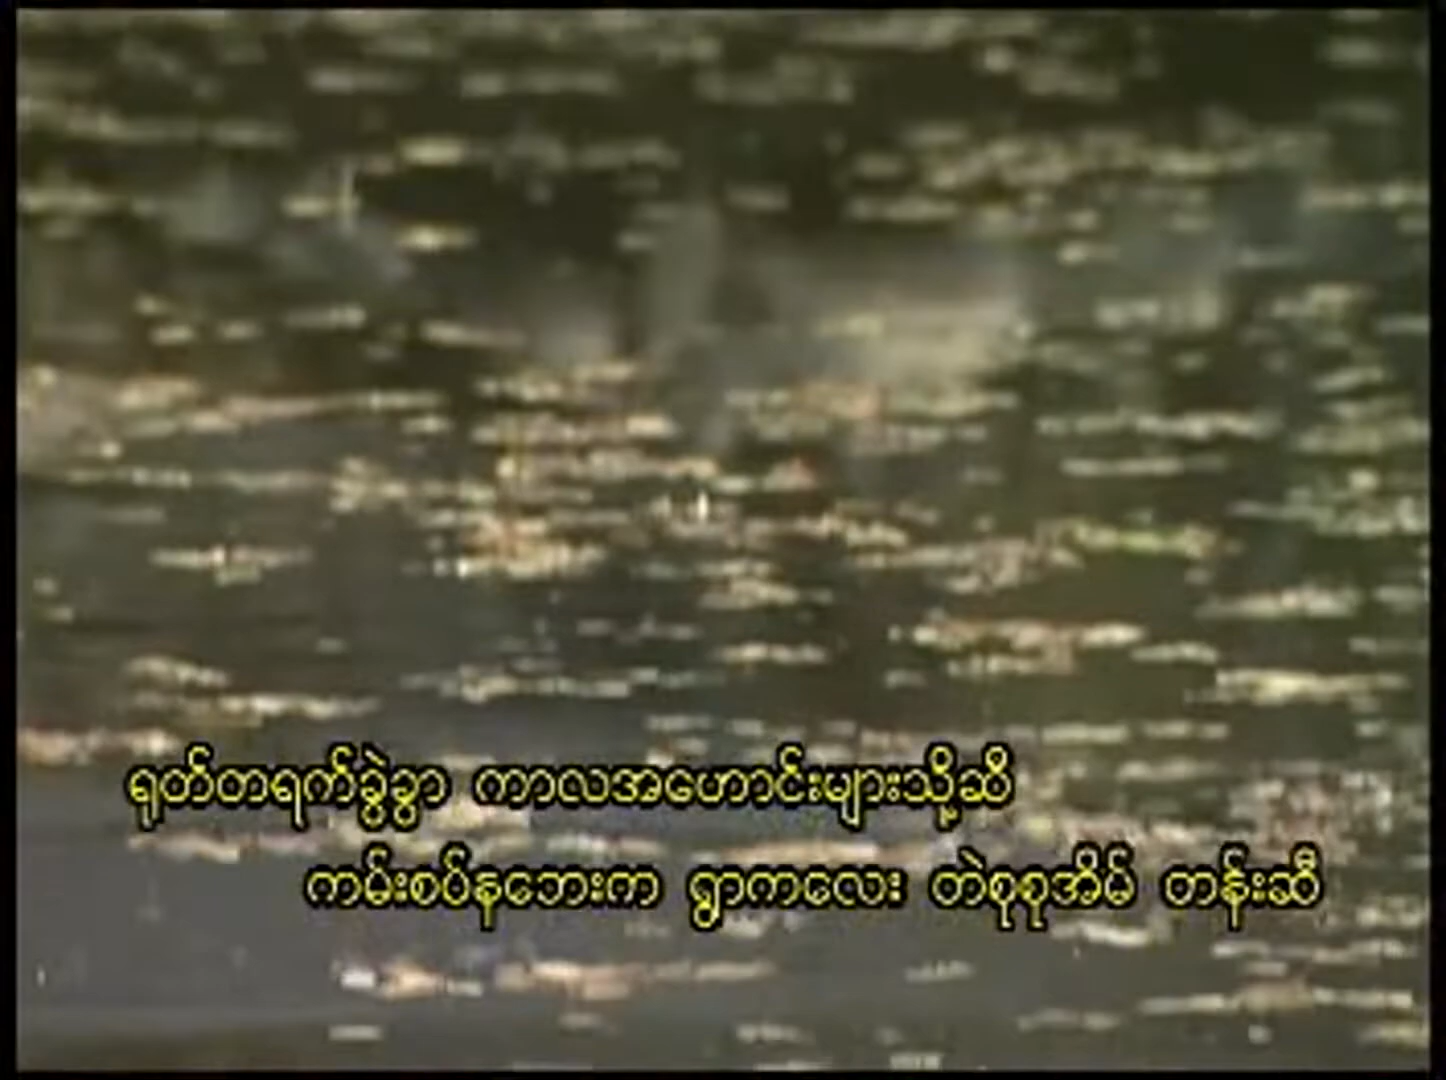 ရုတ်တရက်ခွဲခွာ ကာလအဟောင်းများသို့ဆီ
ကမ်းစပ်နဘေးက ရွာကလေး တဲစုစုအိမ် တန်းဆီ